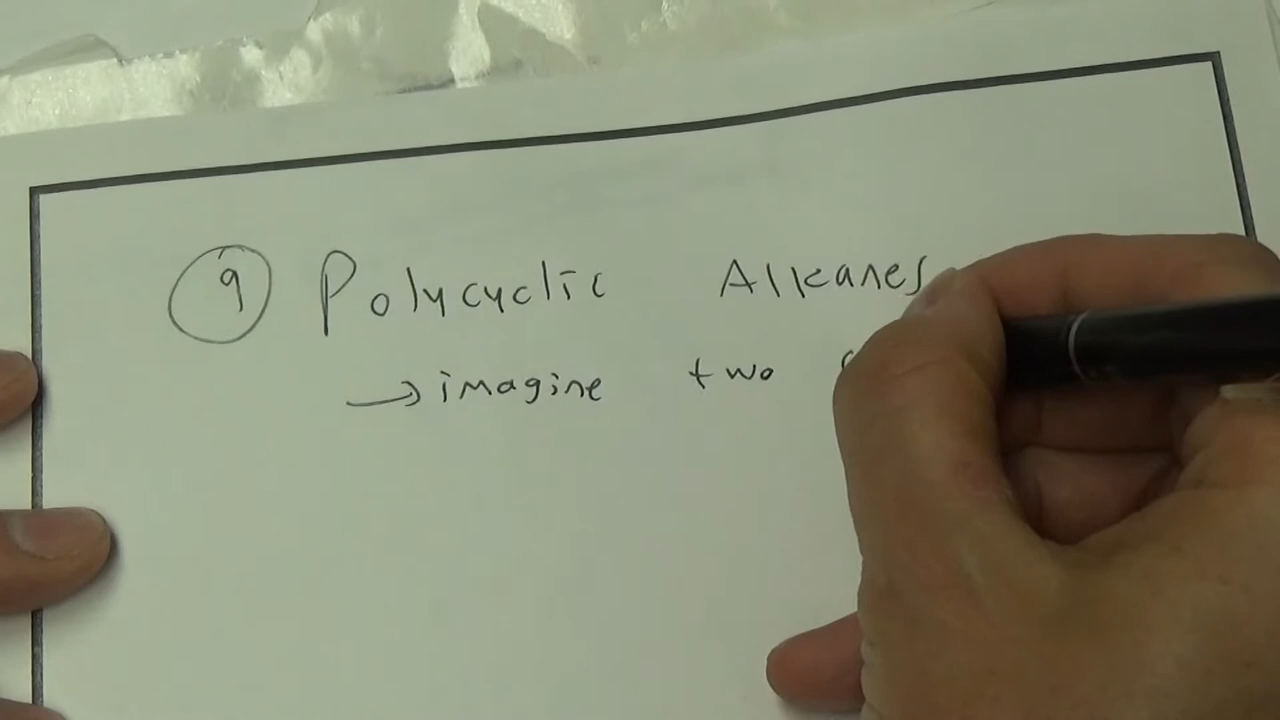 9 Polycyclic Alkanes
→ imagine two